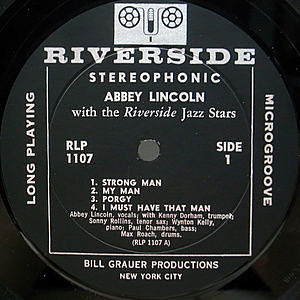 RIVERSIDE
STEREOPHONIC
ABBEY LINCOLN
with the Riverside Jazz Stars
LONG PLAYING
MICROGROOVE
RLP
1107
SIDE
1
1. STRONG MAN
2. MY MAN
3. PORGY
4. I MUST HAVE THAT MAN
Abbey Lincoln, vocals; with Kenny Dorham, trumpet;
Sonny Rollins, tenor sax; Wynton Kelly,
piano; Paul Chambers, bass;
Max Roach, drums.
(RLP 1107 A)
BILL GRAUER PRODUCTIONS
NEW YORK CITY